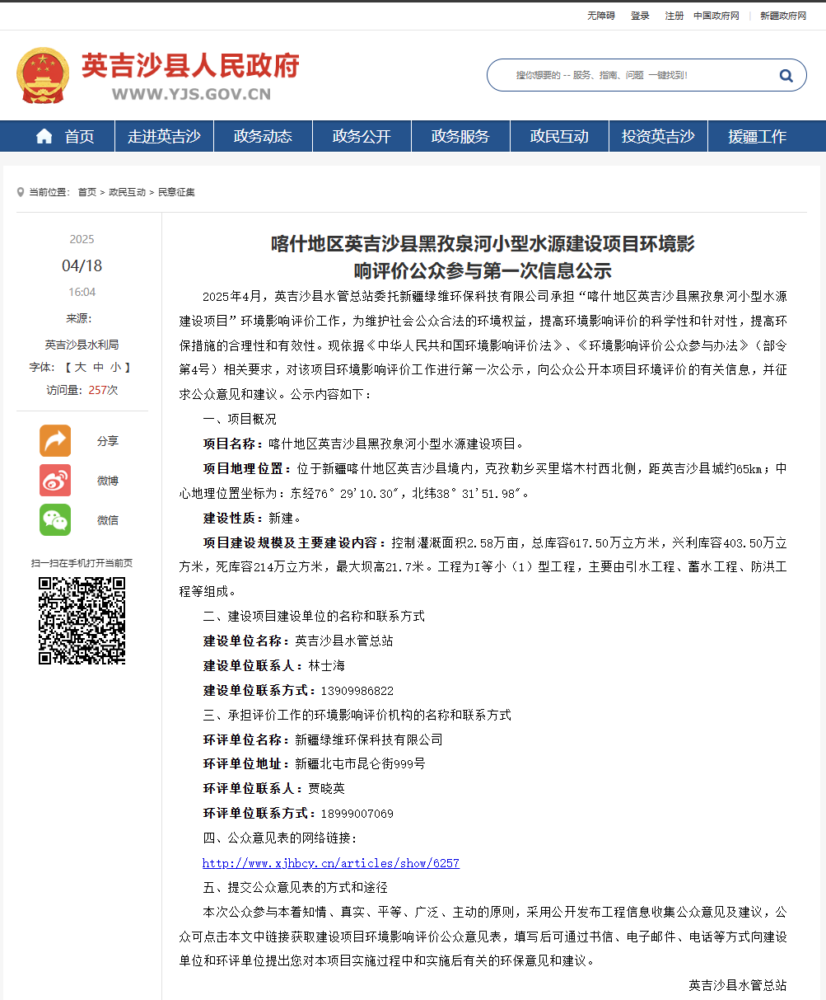 无障碍 登录 注册 中国政府网 | 新疆政府网
英吉沙县人民政府
WWW.YJS.GOV.CN
搜你想要的 -- 服务、指南、问题 一键找到!
首页 走进英吉沙 政务动态 政务公开 政务服务 政民互动 投资英吉沙 援疆工作
当前位置： 首页 > 政民互动 > 民意征集
2025
04/18
16:04
来源：
英吉沙县水利局
字体：【 大 中 小 】
访问量：257次
分享
微博
微信
扫一扫在手机打开当前页
喀什地区英吉沙县黑孜泉河小型水源建设项目环境影
响评价公众参与第一次信息公示
2025年4月，英吉沙县水管总站委托新疆绿维环保科技有限公司承担“喀什地区英吉沙县黑孜泉河小型水源
建设项目”环境影响评价工作，为维护社会公众合法的环境权益，提高环境影响评价的科学性和针对性，提高环
保措施的合理性和有效性。现依据《中华人民共和国环境影响评价法》、《环境影响评价公众参与办法》（部令
第4号）相关要求，对该项目环境影响评价工作进行第一次公示，向公众公开本项目环境评价的有关信息，并征
求公众意见和建议。公示内容如下：
一、项目概况
项目名称：喀什地区英吉沙县黑孜泉河小型水源建设项目。
项目地理位置：位于新疆喀什地区英吉沙县境内，克孜勒乡买里塔木村西北侧，距英吉沙县城约65km；中
心地理位置坐标为：东经76°29′10.30″，北纬38°31′51.98″。
建设性质：新建。
项目建设规模及主要建设内容：控制灌溉面积2.58万亩，总库容617.50万立方米，兴利库容403.50万立
方米，死库容214万立方米，最大坝高21.7米。工程为I等小（1）型工程，主要由引水工程、蓄水工程、防洪工
程等组成。
二、建设项目建设单位的名称和联系方式
建设单位名称：英吉沙县水管总站
建设单位联系人：林士海
建设单位联系方式：13909986822
三、承担评价工作的环境影响评价机构的名称和联系方式
环评单位名称：新疆绿维环保科技有限公司
环评单位地址：新疆北屯市昆仑街999号
环评单位联系人：贾晓英
环评单位联系方式：18999007069
四、公众意见表的网络链接：
http://www.xjhbcy.cn/articles/show/6257
五、提交公众意见表的方式和途径
本次公众参与本着知情、真实、平等、广泛、主动的原则，采用公开发布工程信息收集公众意见及建议，公
众可点击本文中链接获取建设项目环境影响评价公众意见表，填写后可通过书信、电子邮件、电话等方式向建设
单位和环评单位提出您对本项目实施过程中和实施后有关的环保意见和建议。
英吉沙县水管总站